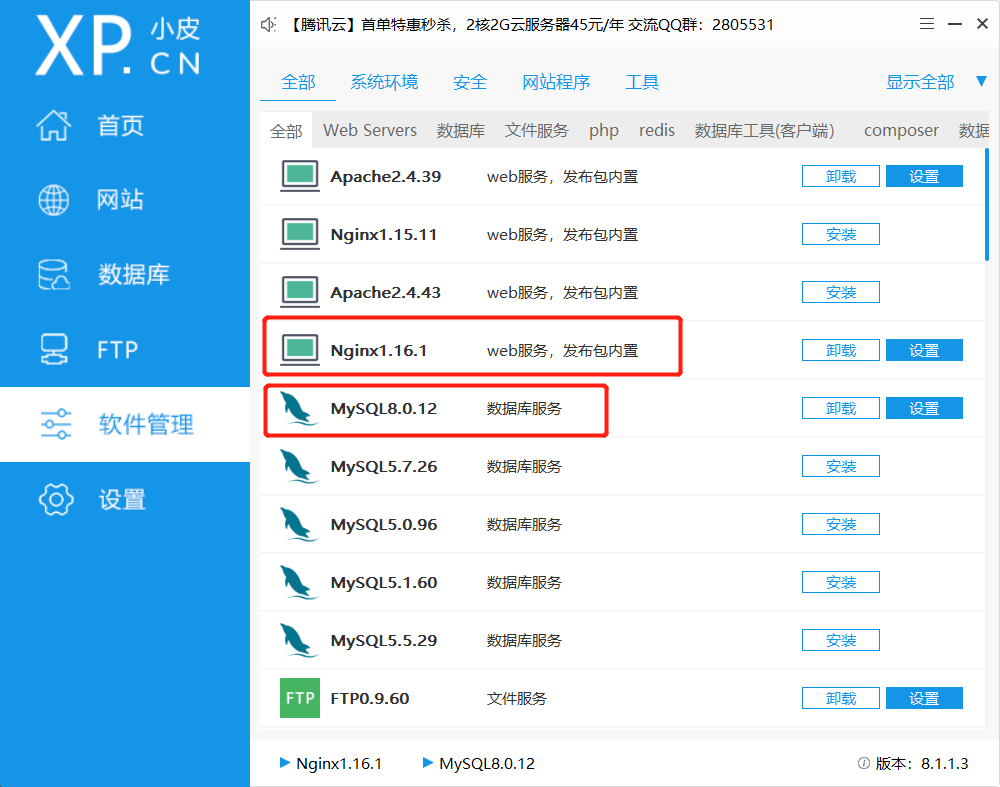 XP.CN 小皮
【腾讯云】首单特惠秒杀，2核2G云服务器45元/年 交流QQ群：2805531
首页
网站
数据库
FTP
软件管理
设置
全部 系统环境 安全 网站程序 工具 显示全部
全部 Web Servers 数据库 文件服务 php redis 数据库工具(客户端) composer 数据
Apache2.4.39 web服务，发布包内置 卸载 设置
Nginx1.15.11 web服务，发布包内置 安装
Apache2.4.43 web服务，发布包内置 安装
Nginx1.16.1 web服务，发布包内置 卸载 设置
MySQL8.0.12 数据库服务 卸载 设置
MySQL5.7.26 数据库服务 安装
MySQL5.0.96 数据库服务 安装
MySQL5.1.60 数据库服务 安装
MySQL5.5.29 数据库服务 安装
FTP FTP0.9.60 文件服务 卸载 设置
Nginx1.16.1 MySQL8.0.12 版本：8.1.1.3